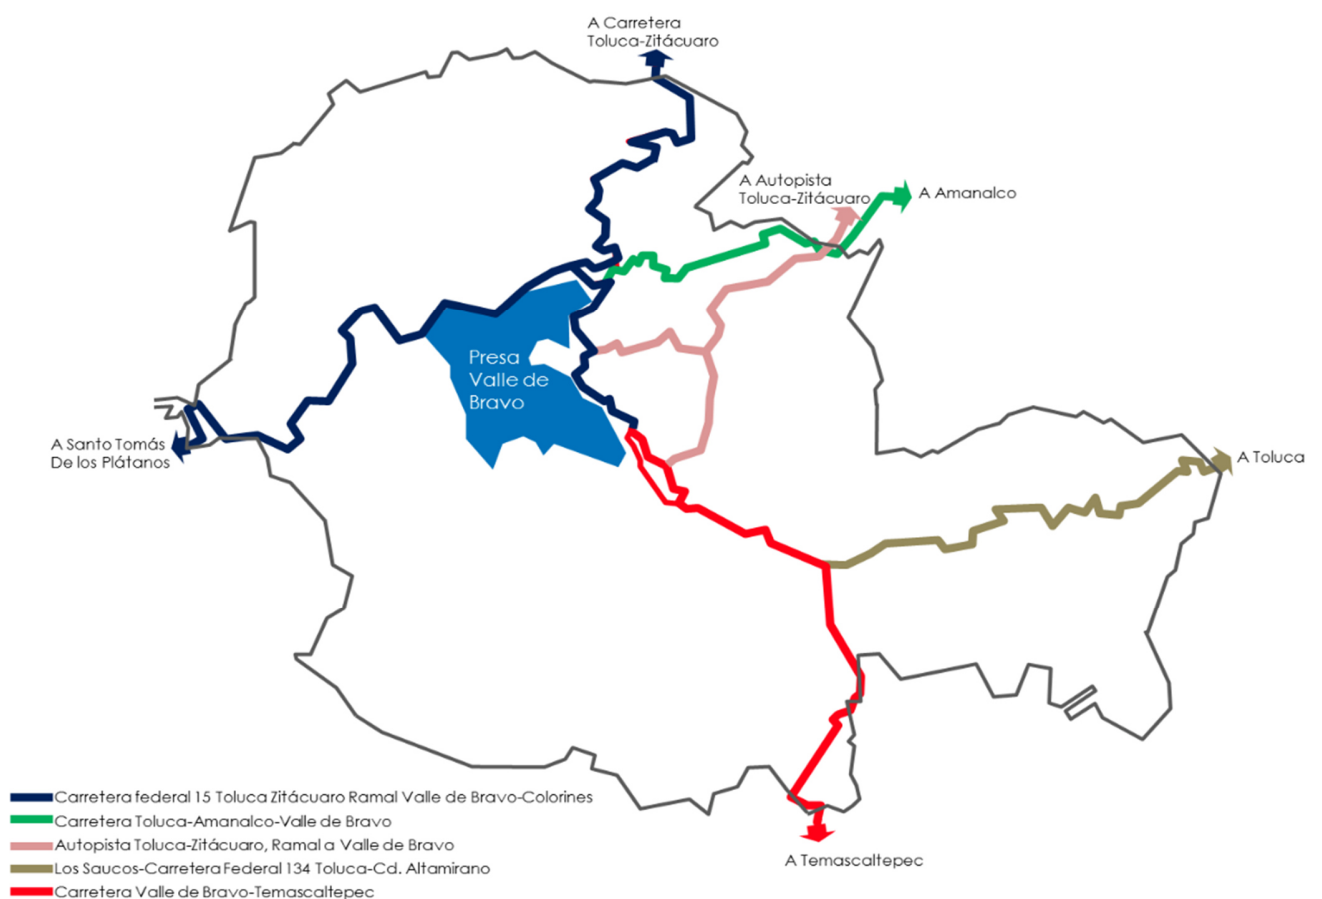 A Carretera
Toluca-Zitácuaro
A Autopista
Toluca-Zitácuaro
A Amanalco
Presa
Valle de
Bravo
A Santo Tomás
De los Plátanos
A Toluca
A Temascaltepec
Carretera federal 15 Toluca Zitácuaro Ramal Valle de Bravo-Colorines
Carretera Toluca-Amanalco-Valle de Bravo
Autopista Toluca-Zitácuaro, Ramal a Valle de Bravo
Los Saucos-Carretera Federal 134 Toluca-Cd. Altamirano
Carretera Valle de Bravo-Temascaltepec